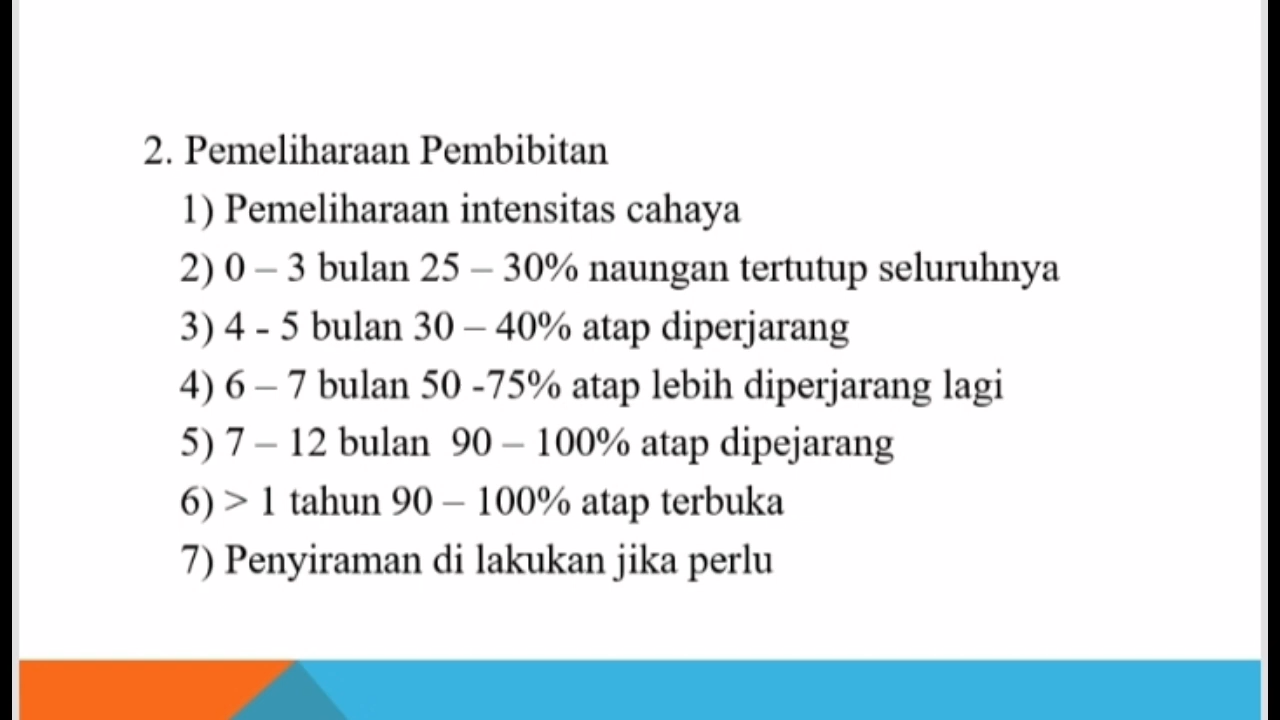 2. Pemeliharaan Pembibitan
1) Pemeliharaan intensitas cahaya
2) 0 – 3 bulan 25 – 30% naungan tertutup seluruhnya
3) 4 - 5 bulan 30 – 40% atap diperjarang
4) 6 – 7 bulan 50 -75% atap lebih diperjarang lagi
5) 7 – 12 bulan  90 – 100% atap dipejarang
6) > 1 tahun 90 – 100% atap terbuka
7) Penyiraman di lakukan jika perlu